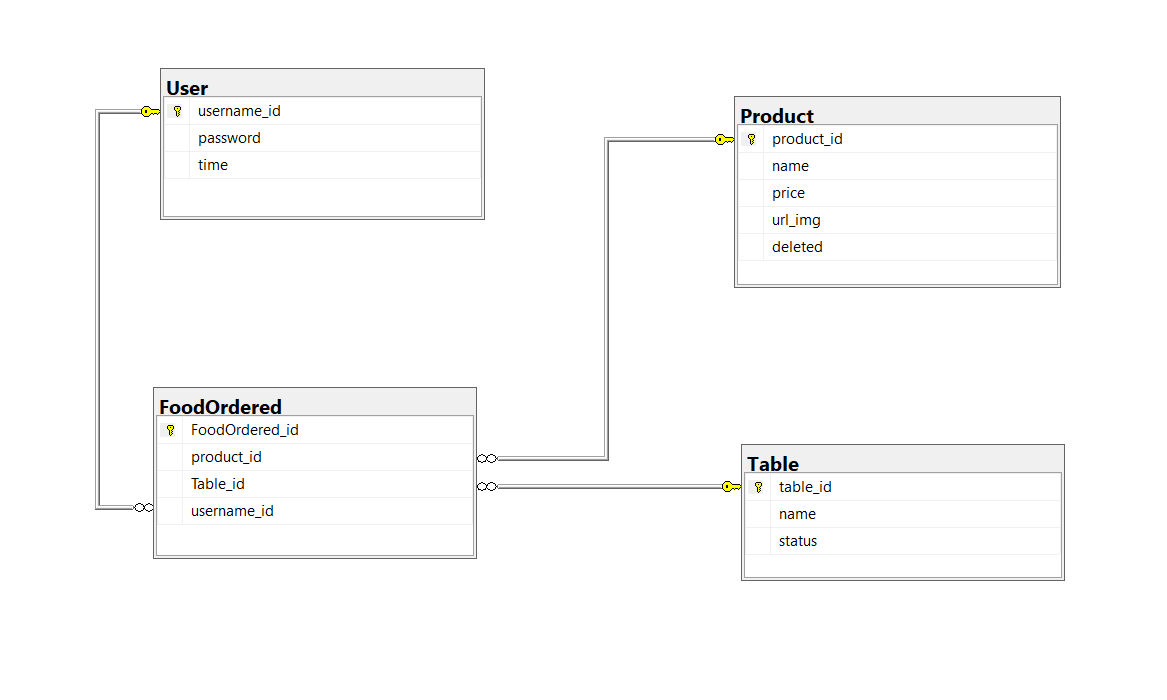 User
username_id
password
time
Product
product_id
name
price
url_img
deleted
FoodOrdered
FoodOrdered_id
product_id
Table_id
username_id
Table
table_id
name
status